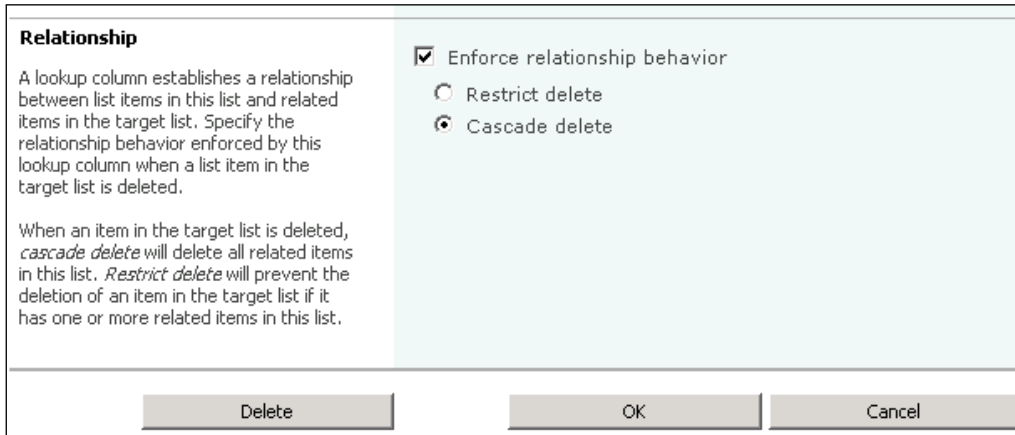 Relationship
A lookup column establishes a relationship
between list items in this list and related
items in the target list. Specify the
relationship behavior enforced by this
lookup column when a list item in the
target list is deleted.
When an item in the target list is deleted,
cascade delete will delete all related items
in this list. Restrict delete will prevent the
deletion of an item in the target list if it
has one or more related items in this list.
Enforce relationship behavior
Restrict delete
Cascade delete
Delete
OK
Cancel